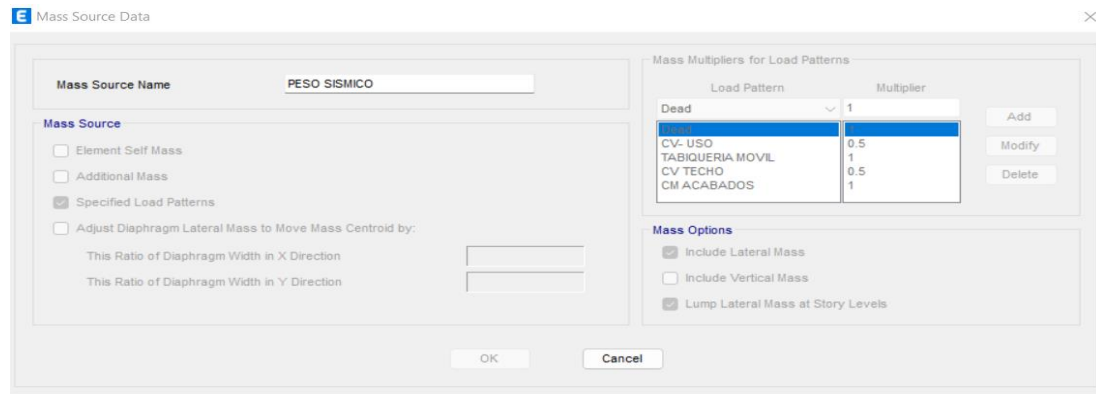 E Mass Source Data
Mass Source Name PESO SISMICO
Mass Source
Element Self Mass
Additional Mass
Specified Load Patterns
Adjust Diaphragm Lateral Mass to Move Mass Centroid by:
This Ratio of Diaphragm Width in X Direction
This Ratio of Diaphragm Width in Y Direction
Mass Multipliers for Load Patterns
Load Pattern Multiplier
Dead 1
Dead 1
CV- USO 0.5
TABIQUERIA MOVIL 1
CV TECHO 0.5
CM ACABADOS 1
Add
Modify
Delete
Mass Options
Include Lateral Mass
Include Vertical Mass
Lump Lateral Mass at Story Levels
OK Cancel